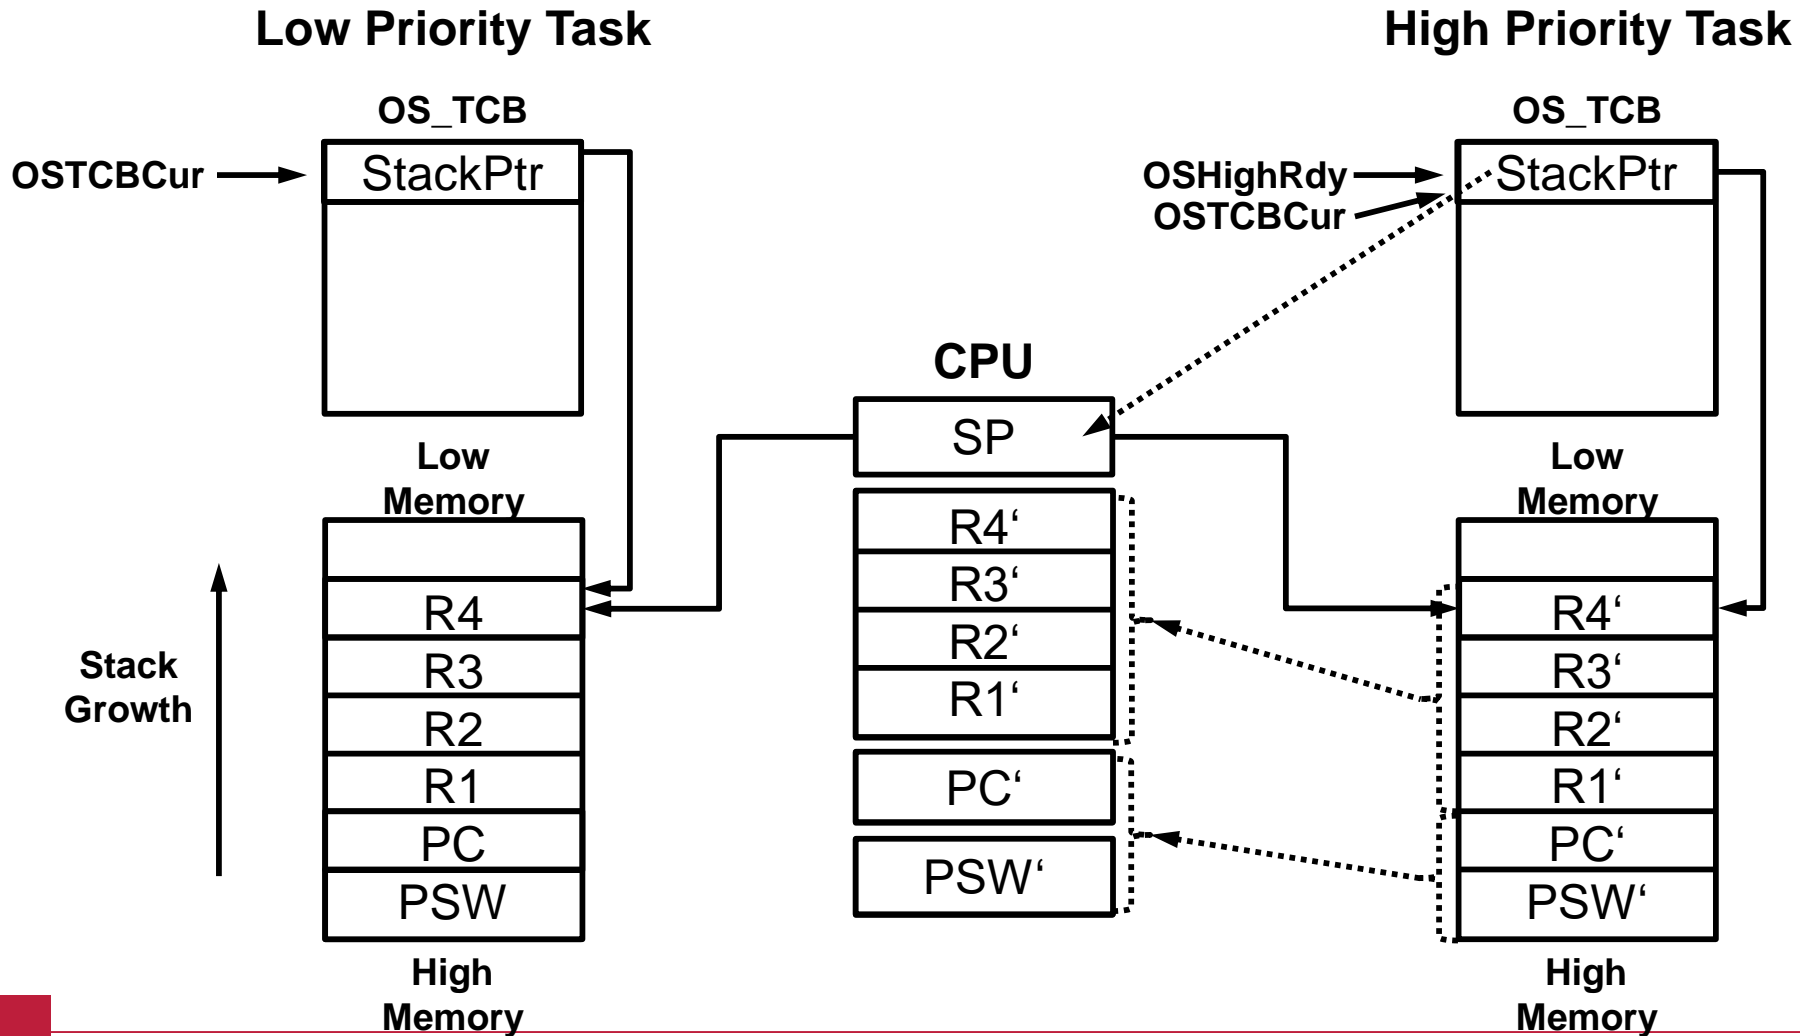 Low Priority Task
High Priority Task
OS_TCB
OS_TCB
OSTCBCur
StackPtr
OSHighRdy
OSTCBCur
StackPtr
CPU
SP
Low
Memory
Low
Memory
R4‘
R3‘
R2‘
R1‘
PC‘
PSW‘
Stack
Growth
R4
R3
R2
R1
PC
PSW
R4‘
R3‘
R2‘
R1‘
PC‘
PSW‘
High
Memory
High
Memory